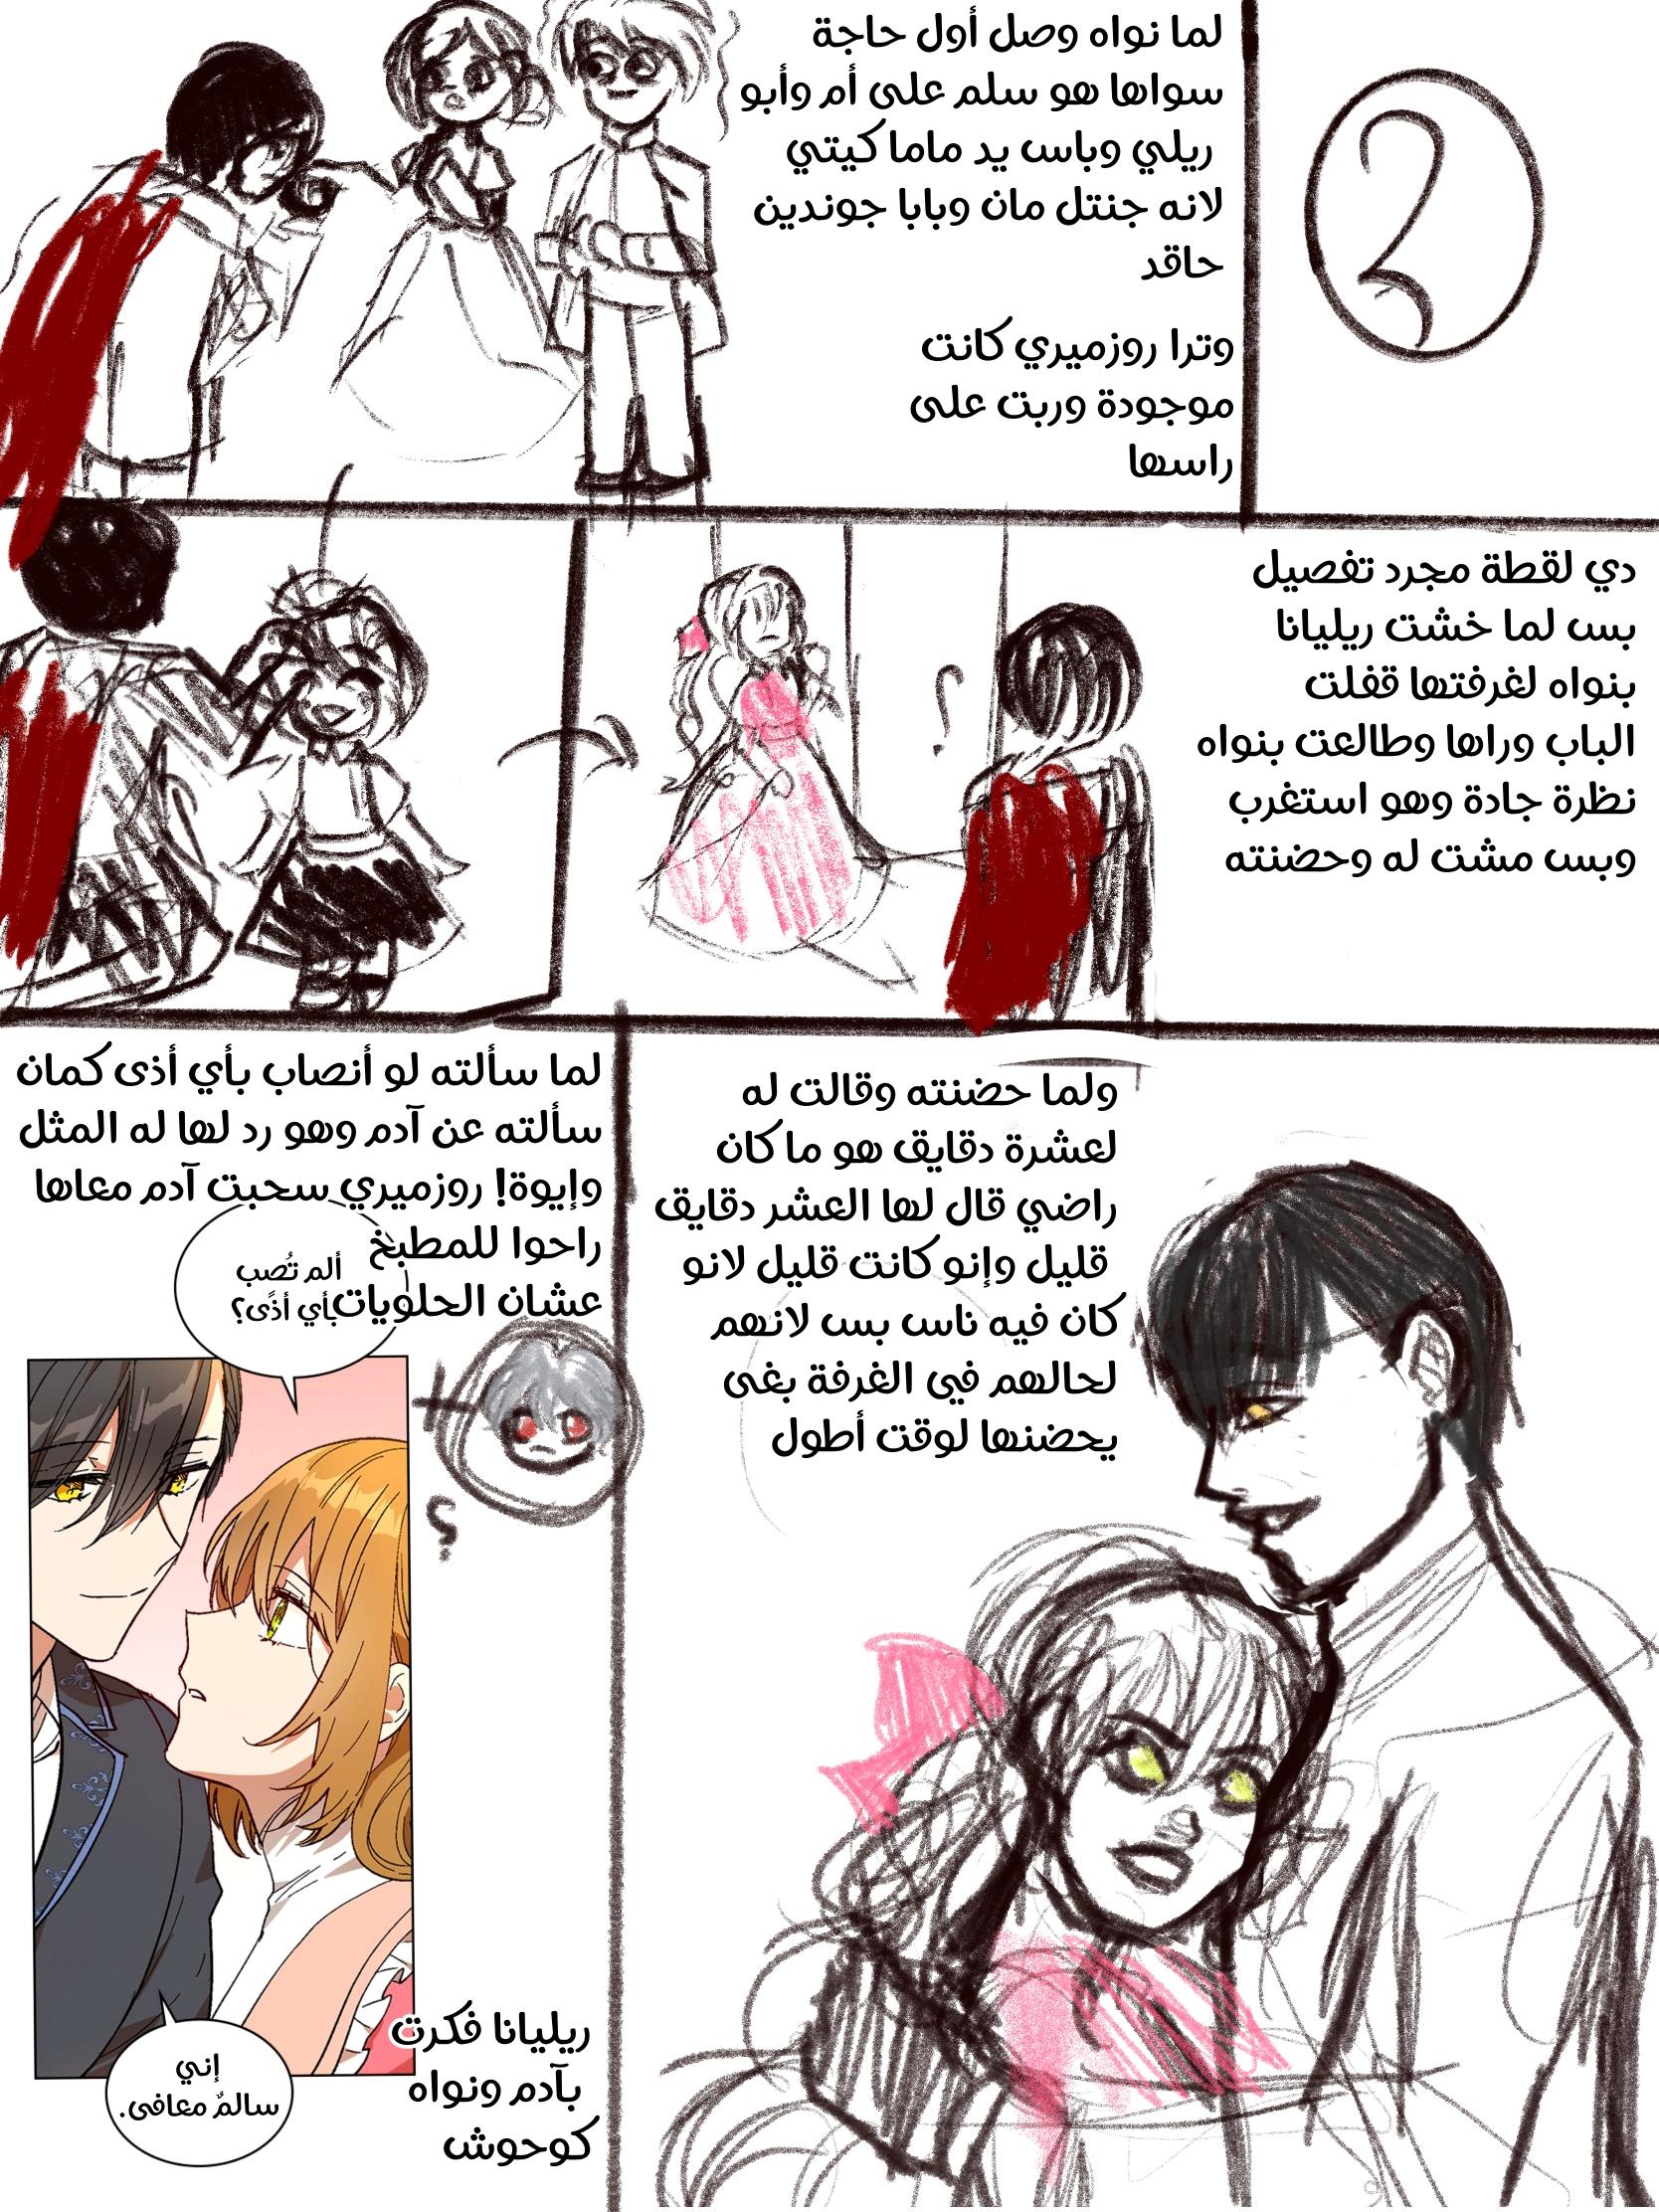 2
لما نواه وصل أول حاجة
سواها هو سلم على أم وأبو
ريلي وباس يد ماما كيتي
لانه جنتل مان وبابا جوندين
حاقد
وترا روزميري كانت
موجودة وربت على
راسها
دي لقطة مجرد تفصيل
بس لما خشت ريليانا
بنواه لغرفتها قفلت
الباب وراها وطالعت بنواه
نظرة جادة وهو استغرب
وبس مشت له وحضنته
؟
ولما حضنته وقالت له
لعشرة دقايق هو ما كان
راضي قال لها العشر دقايق
قليل وإنو كانت قليل لانو
كان فيه ناس بس لانهم
لحالهم في الغرفة بغى
يحضنها لوقت أطول
لما سألته لو أنصاب بأي أذى كمان
سألته عن آدم وهو رد لها له المثل
وإيوة! روزميري سحبت آدم معاها
راحوا للمطبخ
عشان الحلويات
ألم تُصب
بأي أذًى؟
+
؟
إني
سالمٌ معافى.
ريليانا فكرت
بآدم ونواه
كوحوش